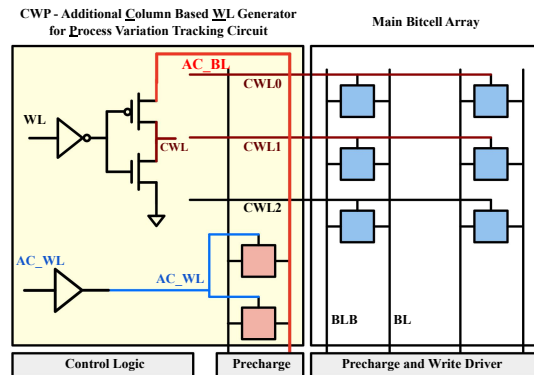 CWP - Additional Column Based WL Generator
for Process Variation Tracking Circuit
Main Bitcell Array
AC_BL
CWL0
WL
CWL
CWL1
CWL2
AC_WL
AC_WL
BLB
BL
Control Logic
Precharge
Precharge and Write Driver